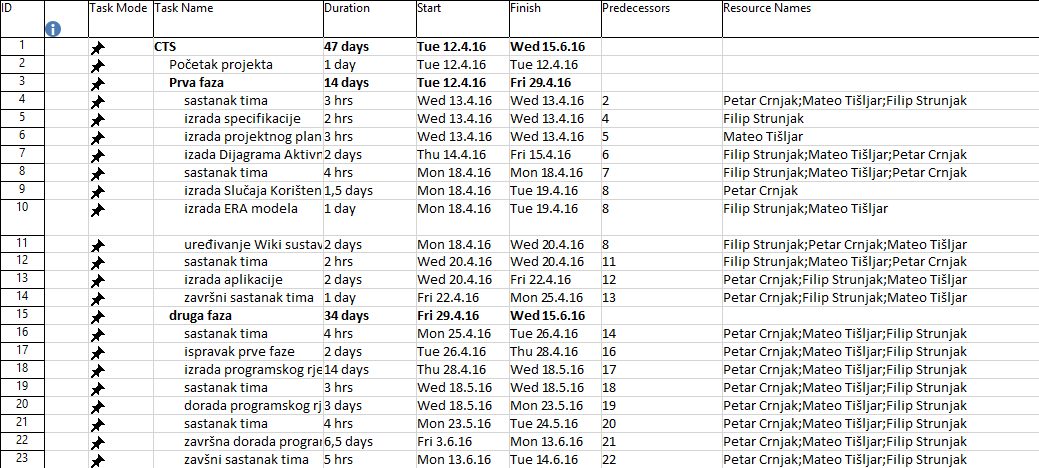 ID Task Mode Task Name Duration Start Finish Predecessors Resource Names
1 CTS 47 days Tue 12.4.16 Wed 15.6.16
2 Početak projekta 1 day Tue 12.4.16 Tue 12.4.16
3 Prva faza 14 days Tue 12.4.16 Fri 29.4.16
4 sastanak tima 3 hrs Wed 13.4.16 Wed 13.4.16 2 Petar Crnjak;Mateo Tišljar;Filip Strunjak
5 izrada specifikacije 2 hrs Wed 13.4.16 Wed 13.4.16 4 Filip Strunjak
6 izrada projektnog plan 3 hrs Wed 13.4.16 Wed 13.4.16 5 Mateo Tišljar
7 izada Dijagrama Aktivn 2 days Thu 14.4.16 Fri 15.4.16 6 Filip Strunjak;Mateo Tišljar;Petar Crnjak
8 sastanak tima 4 hrs Mon 18.4.16 Mon 18.4.16 7 Filip Strunjak;Mateo Tišljar;Petar Crnjak
9 izrada Slučaja Korišten 1,5 days Mon 18.4.16 Tue 19.4.16 8 Petar Crnjak
10 izrada ERA modela 1 day Mon 18.4.16 Tue 19.4.16 8 Filip Strunjak;Mateo Tišljar
11 uređivanje Wiki sustav 2 days Mon 18.4.16 Wed 20.4.16 8 Filip Strunjak;Petar Crnjak;Mateo Tišljar
12 sastanak tima 2 hrs Wed 20.4.16 Wed 20.4.16 11 Filip Strunjak;Mateo Tišljar;Petar Crnjak
13 izrada aplikacije 2 days Wed 20.4.16 Fri 22.4.16 12 Petar Crnjak;Filip Strunjak;Mateo Tišljar
14 završni sastanak tima 1 day Fri 22.4.16 Mon 25.4.16 13 Petar Crnjak;Filip Strunjak;Mateo Tišljar
15 druga faza 34 days Fri 29.4.16 Wed 15.6.16
16 sastanak tima 4 hrs Mon 25.4.16 Tue 26.4.16 14 Petar Crnjak;Mateo Tišljar;Filip Strunjak
17 ispravak prve faze 2 days Tue 26.4.16 Thu 28.4.16 16 Petar Crnjak;Mateo Tišljar;Filip Strunjak
18 izrada programskog rje 14 days Thu 28.4.16 Wed 18.5.16 17 Petar Crnjak;Mateo Tišljar;Filip Strunjak
19 sastanak tima 3 hrs Wed 18.5.16 Wed 18.5.16 18 Petar Crnjak;Mateo Tišljar;Filip Strunjak
20 dorada programskog rj 3 days Wed 18.5.16 Mon 23.5.16 19 Petar Crnjak;Mateo Tišljar;Filip Strunjak
21 sastanak tima 4 hrs Mon 23.5.16 Tue 24.5.16 20 Petar Crnjak;Mateo Tišljar;Filip Strunjak
22 završna dorada progran 6,5 days Fri 3.6.16 Mon 13.6.16 21 Petar Crnjak;Mateo Tišljar;Filip Strunjak
23 zavšni sastanak tima 5 hrs Mon 13.6.16 Tue 14.6.16 22 Petar Crnjak;Mateo Tišljar;Filip Strunjak